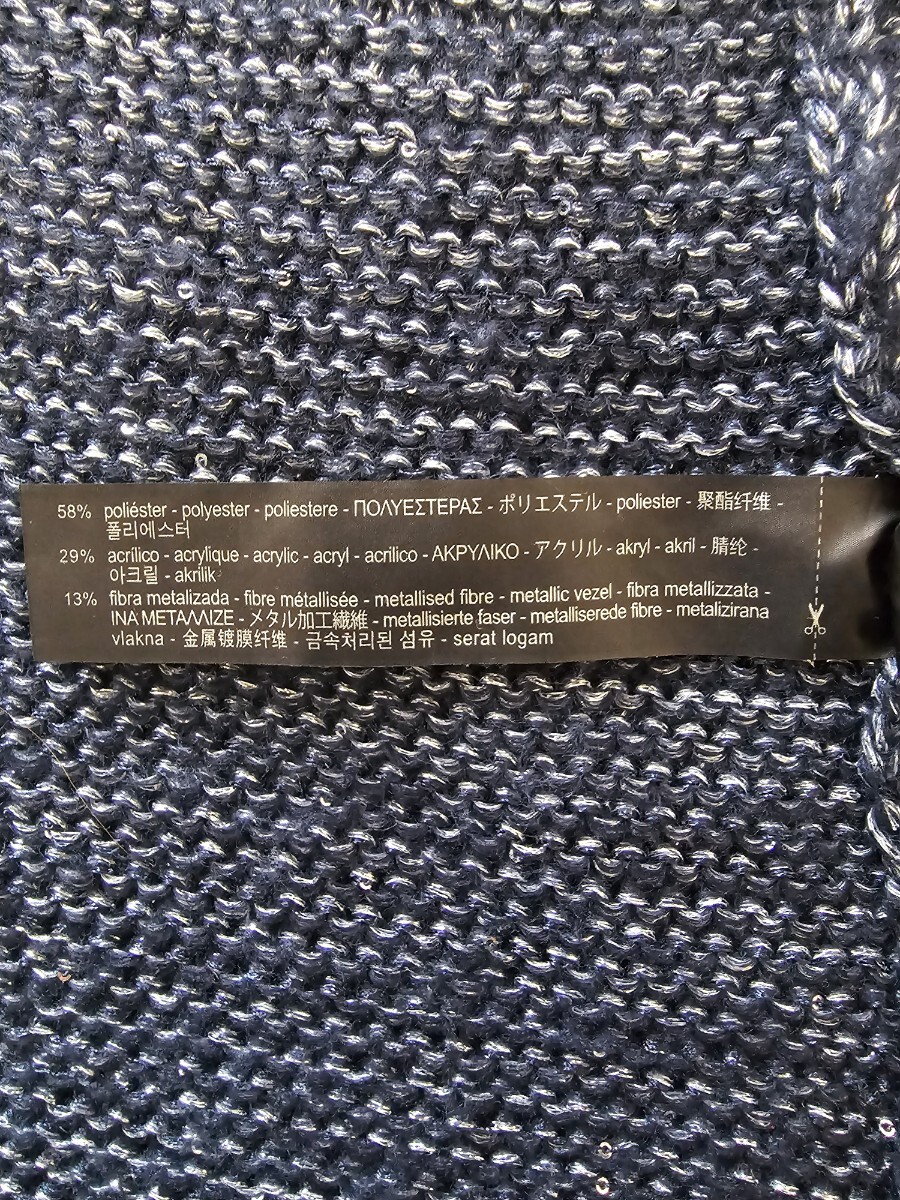 58% poliéster - polyester - poliestere - ΠΟΛΥΕΣΤΕΡΑΣ - ポリエステル - poliester - 聚酯纤维 -
폴리에스터
29% acrílico - acrylique - acrylic - acryl - acrilico - ΑΚΡΥΛΙΚΟ - アクリル - akryl - akril - 腈纶 -
아크릴 - akrilik
13% fibra metalizada - fibre métallisée - metallised fibre - metallic vezel - fibra metallizzata -
ΙΝΑ METAΛΛIZE - メタル加工繊維 - metallisierte faser - metalliserede fibre - metalizirana
vlakna - 金属镀膜纤维 - 금속처리된 섬유 - serat logam